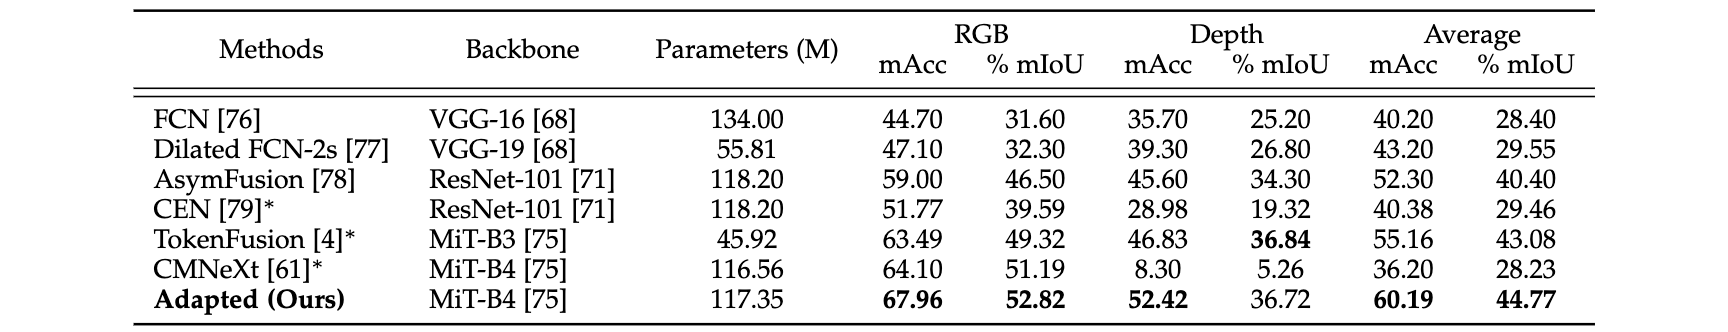 Methods Backbone Parameters (M) RGB Depth Average
mAcc % mIoU mAcc % mIoU mAcc % mIoU
FCN [76] VGG-16 [68] 134.00 44.70 31.60 35.70 25.20 40.20 28.40
Dilated FCN-2s [77] VGG-19 [68] 55.81 47.10 32.30 39.30 26.80 43.20 29.55
AsymFusion [78] ResNet-101 [71] 118.20 59.00 46.50 45.60 34.30 52.30 40.40
CEN [79]* ResNet-101 [71] 118.20 51.77 39.59 28.98 19.32 40.38 29.46
TokenFusion [4]* MiT-B3 [75] 45.92 63.49 49.32 46.83 36.84 55.16 43.08
CMNeXt [61]* MiT-B4 [75] 116.56 64.10 51.19 8.30 5.26 36.20 28.23
Adapted (Ours) MiT-B4 [75] 117.35 67.96 52.82 52.42 36.72 60.19 44.77